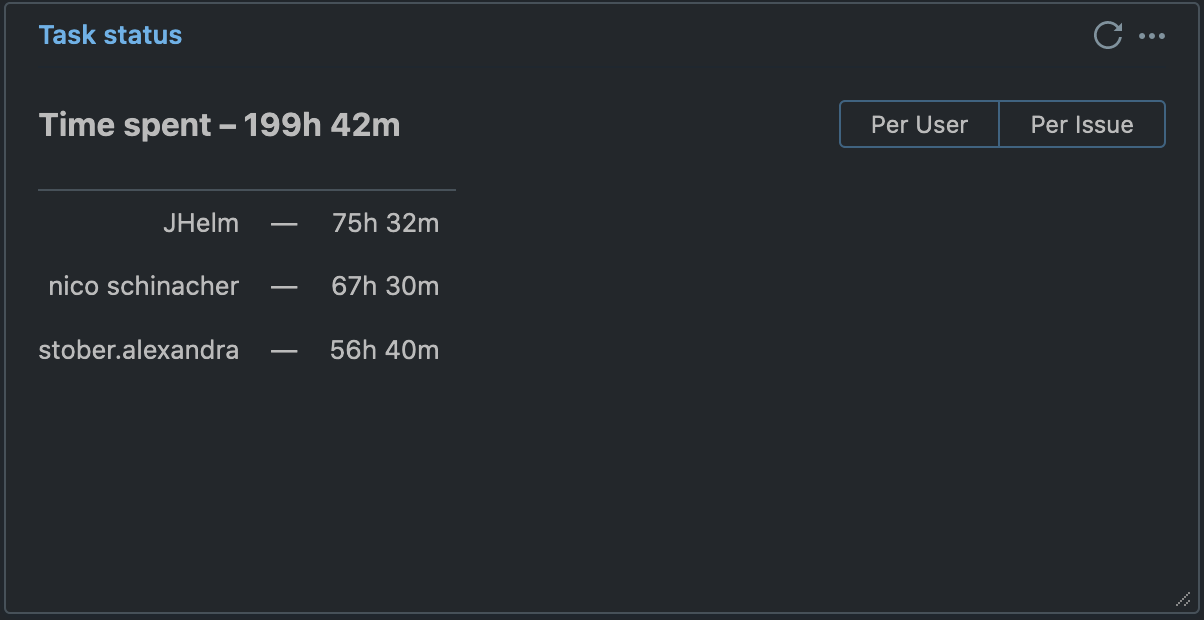 Task status
Time spent – 199h 42m
Per User
Per Issue
JHelm — 75h 32m
nico schinacher — 67h 30m
stober.alexandra — 56h 40m